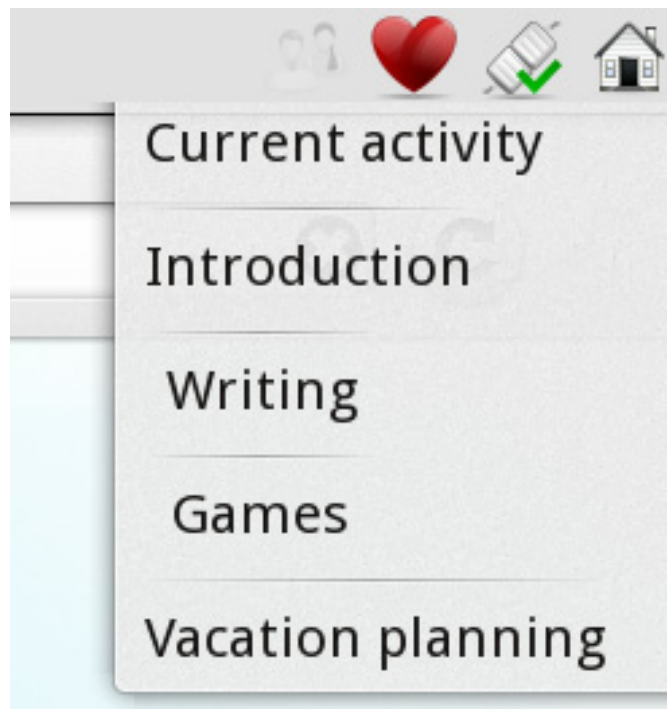 Current activity
Introduction
Writing
Games
Vacation planning